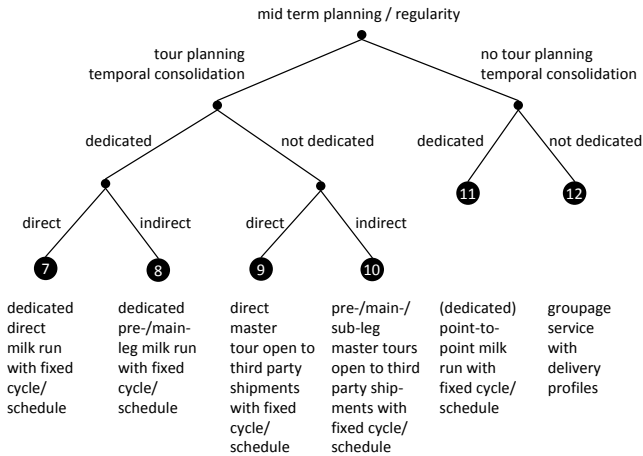 mid term planning / regularity
tour planning
temporal consolidation
no tour planning
temporal consolidation
dedicated
not dedicated
dedicated
not dedicated
11
12
direct
indirect
direct
indirect
7
8
9
10
dedicated
direct
milk run
with fixed
cycle/
schedule
dedicated
pre-/main-
leg milk run
with fixed
cycle/
schedule
direct
master
tour open to
third party
shipments
with fixed
cycle/
schedule
pre-/main-/
sub-leg
master tours
open to third
party ship-
ments with
fixed cycle/
schedule
(dedicated)
point-to-
point milk
run with
fixed cycle/
schedule
groupage
service
with
delivery
profiles